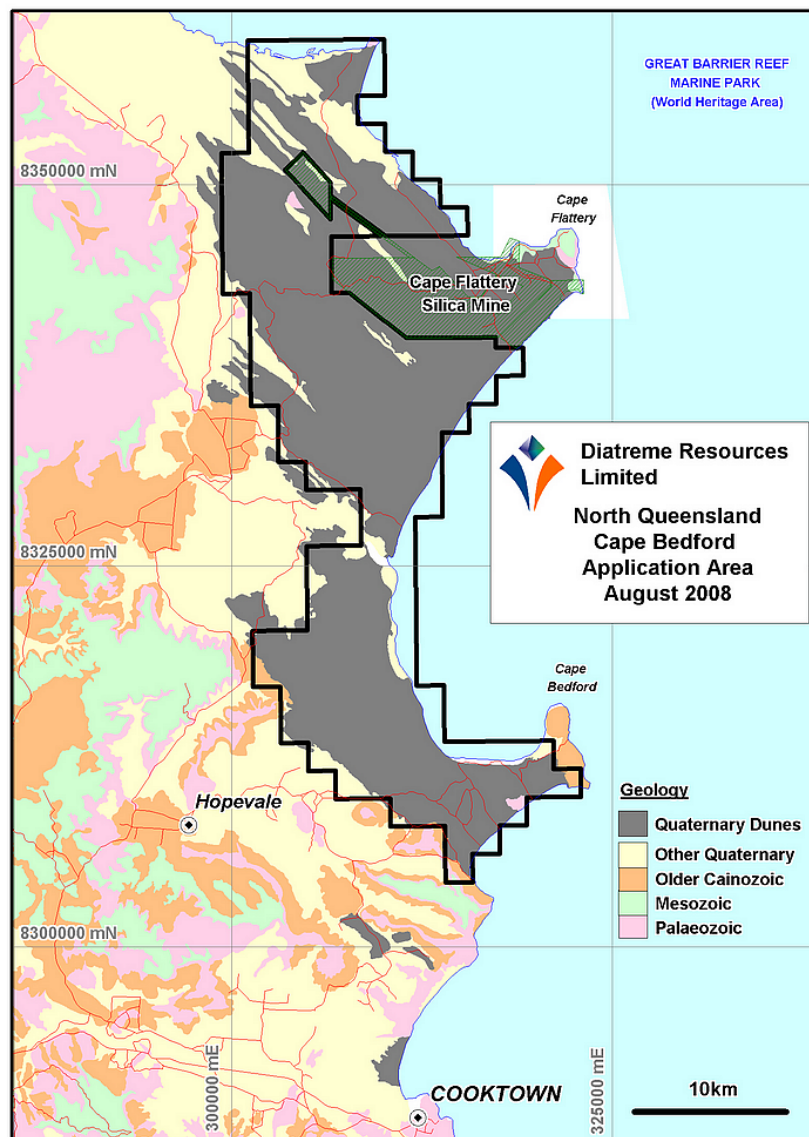 GREAT BARRIER REEF
MARINE PARK
(World Heritage Area)
8350000 mN
Cape
Flattery
Cape Flattery
Silica Mine
Diatreme Resources
Limited
North Queensland
Cape Bedford
Application Area
August 2008
8325000 mN
Cape
Bedford
Hopevale
Geology
Quaternary Dunes
Other Quaternary
Older Cainozoic
Mesozoic
Palaeozoic
8300000 mN
300000 mE
325000 mE
10km
COOKTOWN